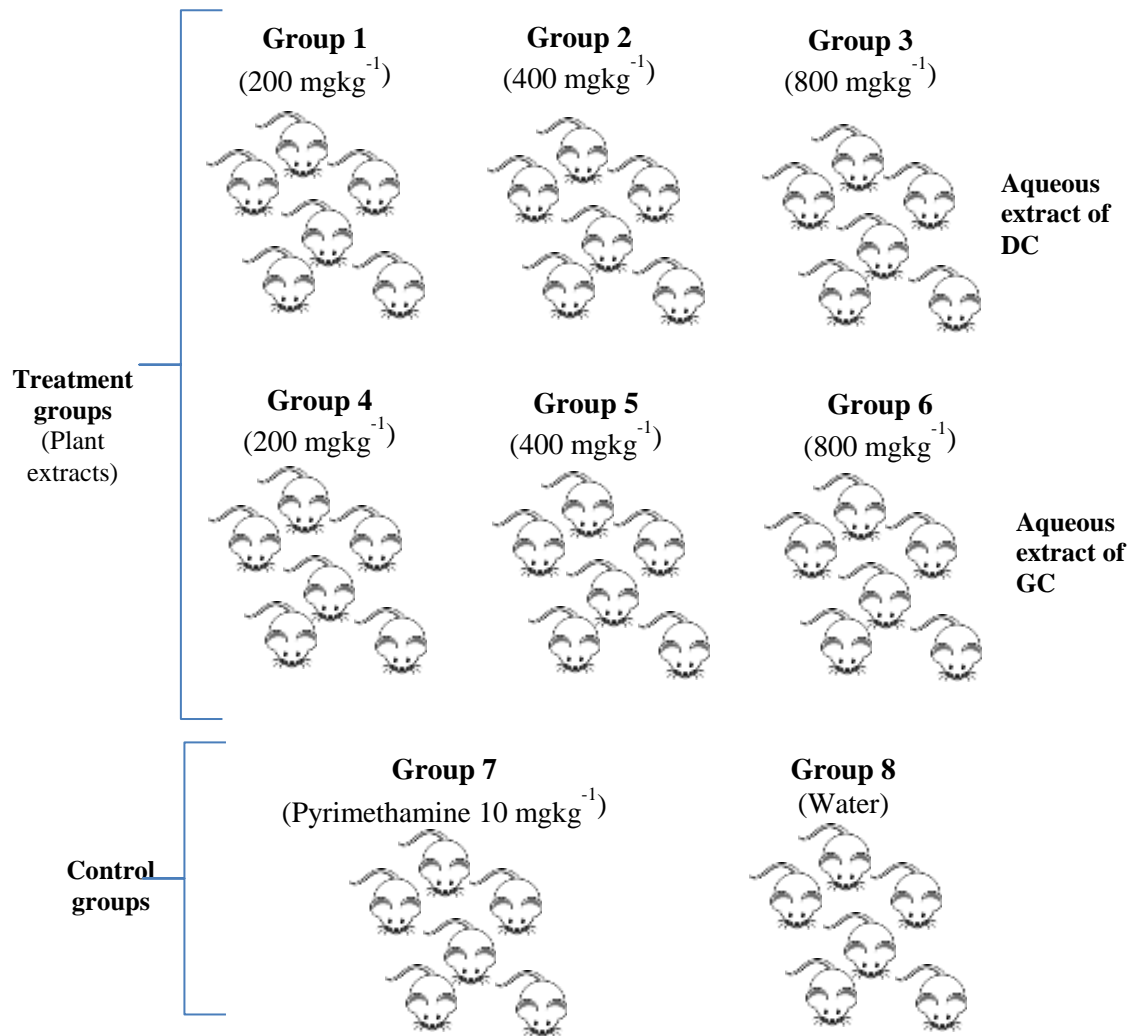 Group 1
(200 mgkg⁻¹)
Group 2
(400 mgkg⁻¹)
Group 3
(800 mgkg⁻¹)
Aqueous
extract of
DC
Treatment
groups
(Plant
extracts)
Group 4
(200 mgkg⁻¹)
Group 5
(400 mgkg⁻¹)
Group 6
(800 mgkg⁻¹)
Aqueous
extract of
GC
Control
groups
Group 7
(Pyrimethamine 10 mgkg⁻¹)
Group 8
(Water)